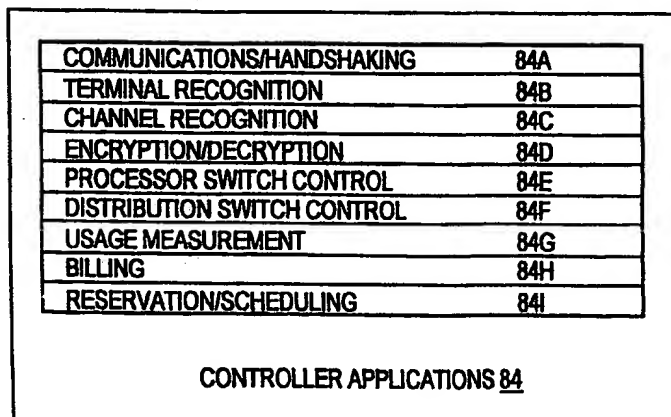 COMMUNICATIONS/HANDSHAKING 84A
TERMINAL RECOGNITION 84B
CHANNEL RECOGNITION 84C
ENCRYPTION/DECRYPTION 84D
PROCESSOR SWITCH CONTROL 84E
DISTRIBUTION SWITCH CONTROL 84F
USAGE MEASUREMENT 84G
BILLING 84H
RESERVATION/SCHEDULING 84I
CONTROLLER APPLICATIONS 84